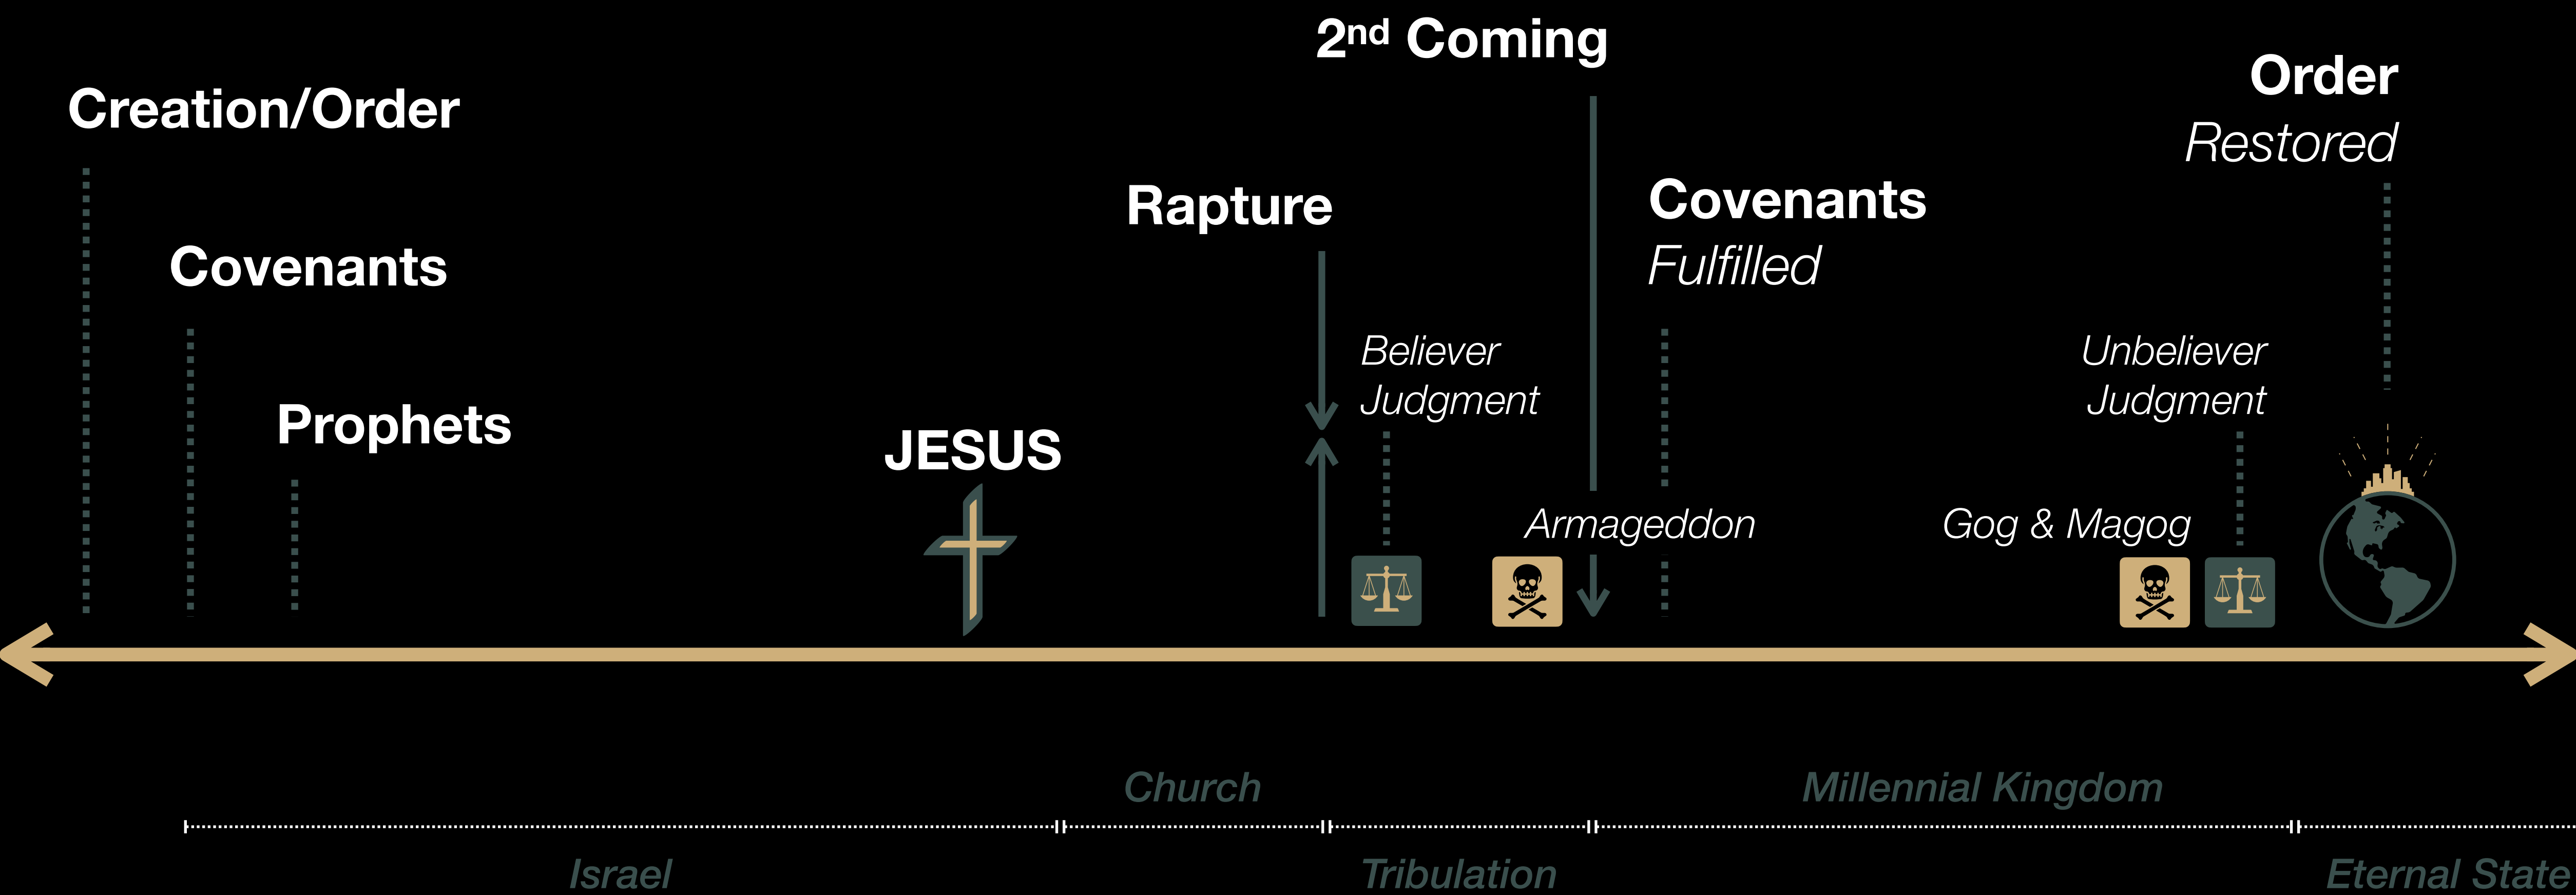 2nd Coming
Creation/Order
Order
Restored
Rapture
Covenants
Fulfilled
Covenants
Believer
Judgment
Unbeliever
Judgment
Prophets
JESUS
Armageddon
Gog & Magog
Church
Millennial Kingdom
Israel
Tribulation
Eternal State